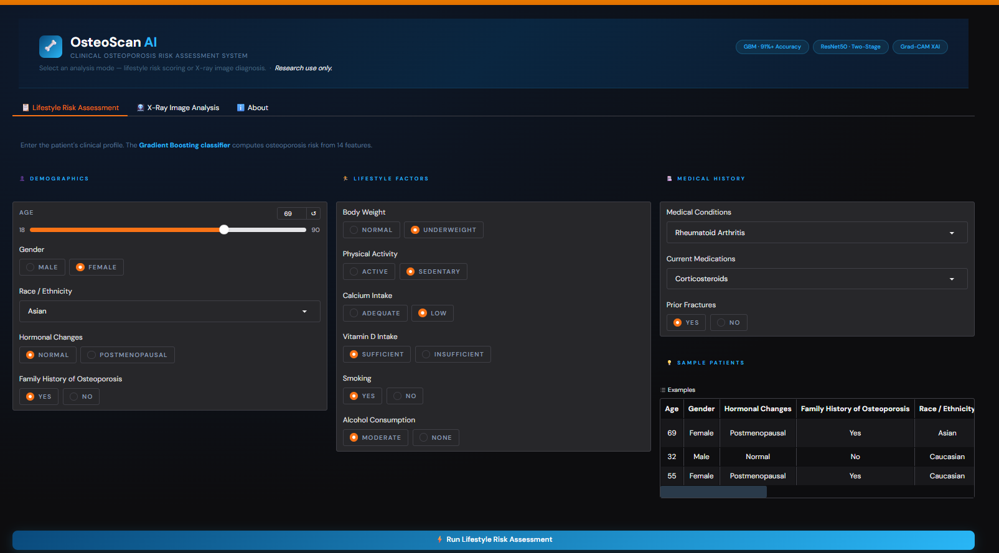 OsteoScan AI
CLINICAL OSTEOPOROSIS RISK ASSESSMENT SYSTEM
Select an analysis mode — lifestyle risk scoring or X-ray image diagnosis. · Research use only.
GBM · 91%+ Accuracy
ResNet50 · Two-Stage
Grad-CAM XAI
Lifestyle Risk Assessment
X-Ray Image Analysis
About
Enter the patient's clinical profile. The Gradient Boosting classifier computes osteoporosis risk from 14 features.
DEMOGRAPHICS
AGE
69
18
90
Gender
MALE
FEMALE
Race / Ethnicity
Asian
Hormonal Changes
NORMAL
POSTMENOPAUSAL
Family History of Osteoporosis
YES
NO
LIFESTYLE FACTORS
Body Weight
NORMAL
UNDERWEIGHT
Physical Activity
ACTIVE
SEDENTARY
Calcium Intake
ADEQUATE
LOW
Vitamin D Intake
SUFFICIENT
INSUFFICIENT
Smoking
YES
NO
Alcohol Consumption
MODERATE
NONE
MEDICAL HISTORY
Medical Conditions
Rheumatoid Arthritis
Current Medications
Corticosteroids
Prior Fractures
YES
NO
SAMPLE PATIENTS
Examples
Age Gender Hormonal Changes Family History of Osteoporosis Race / Ethnicity
69 Female Postmenopausal Yes Asian
32 Male Normal No Caucasian
55 Female Postmenopausal Yes Caucasian
Run Lifestyle Risk Assessment